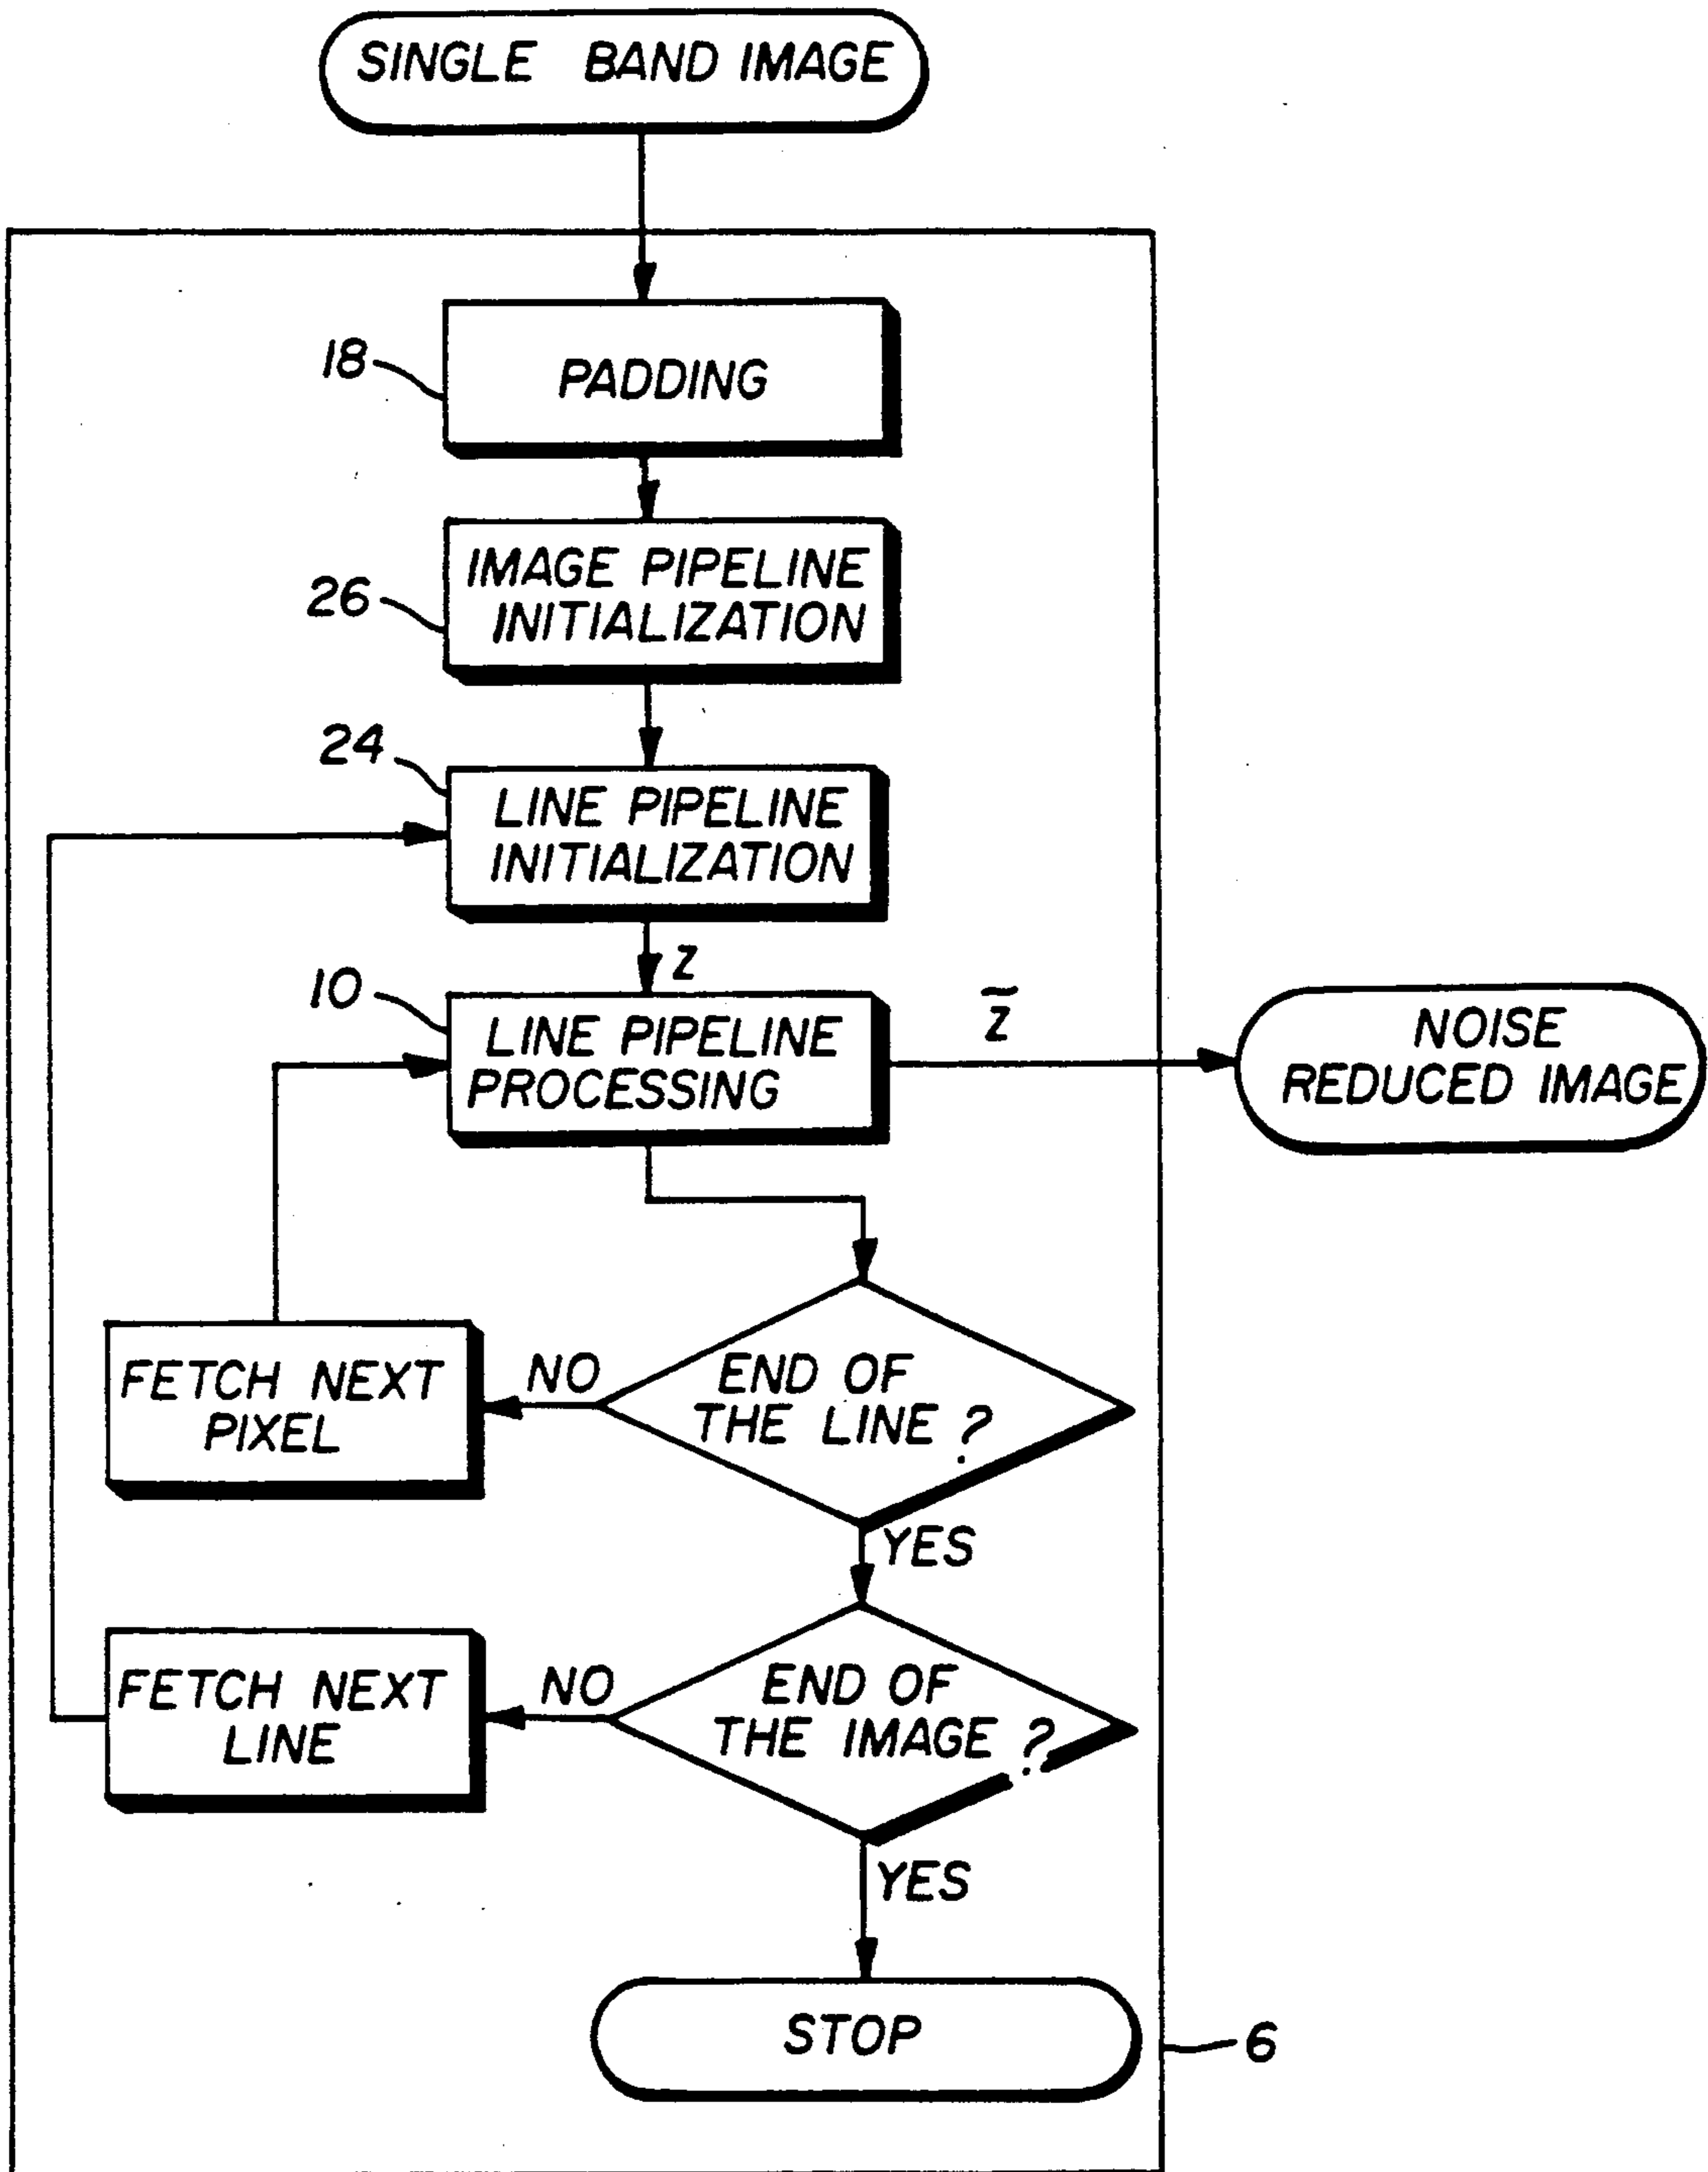 SINGLE BAND IMAGE
18
PADDING
26
IMAGE PIPELINE
INITIALIZATION
24
LINE PIPELINE
INITIALIZATION
z
10
LINE PIPELINE
PROCESSING
z̄
NOISE
REDUCED IMAGE
FETCH NEXT
PIXEL
NO
END OF
THE LINE ?
YES
FETCH NEXT
LINE
NO
END OF
THE IMAGE ?
YES
STOP
6